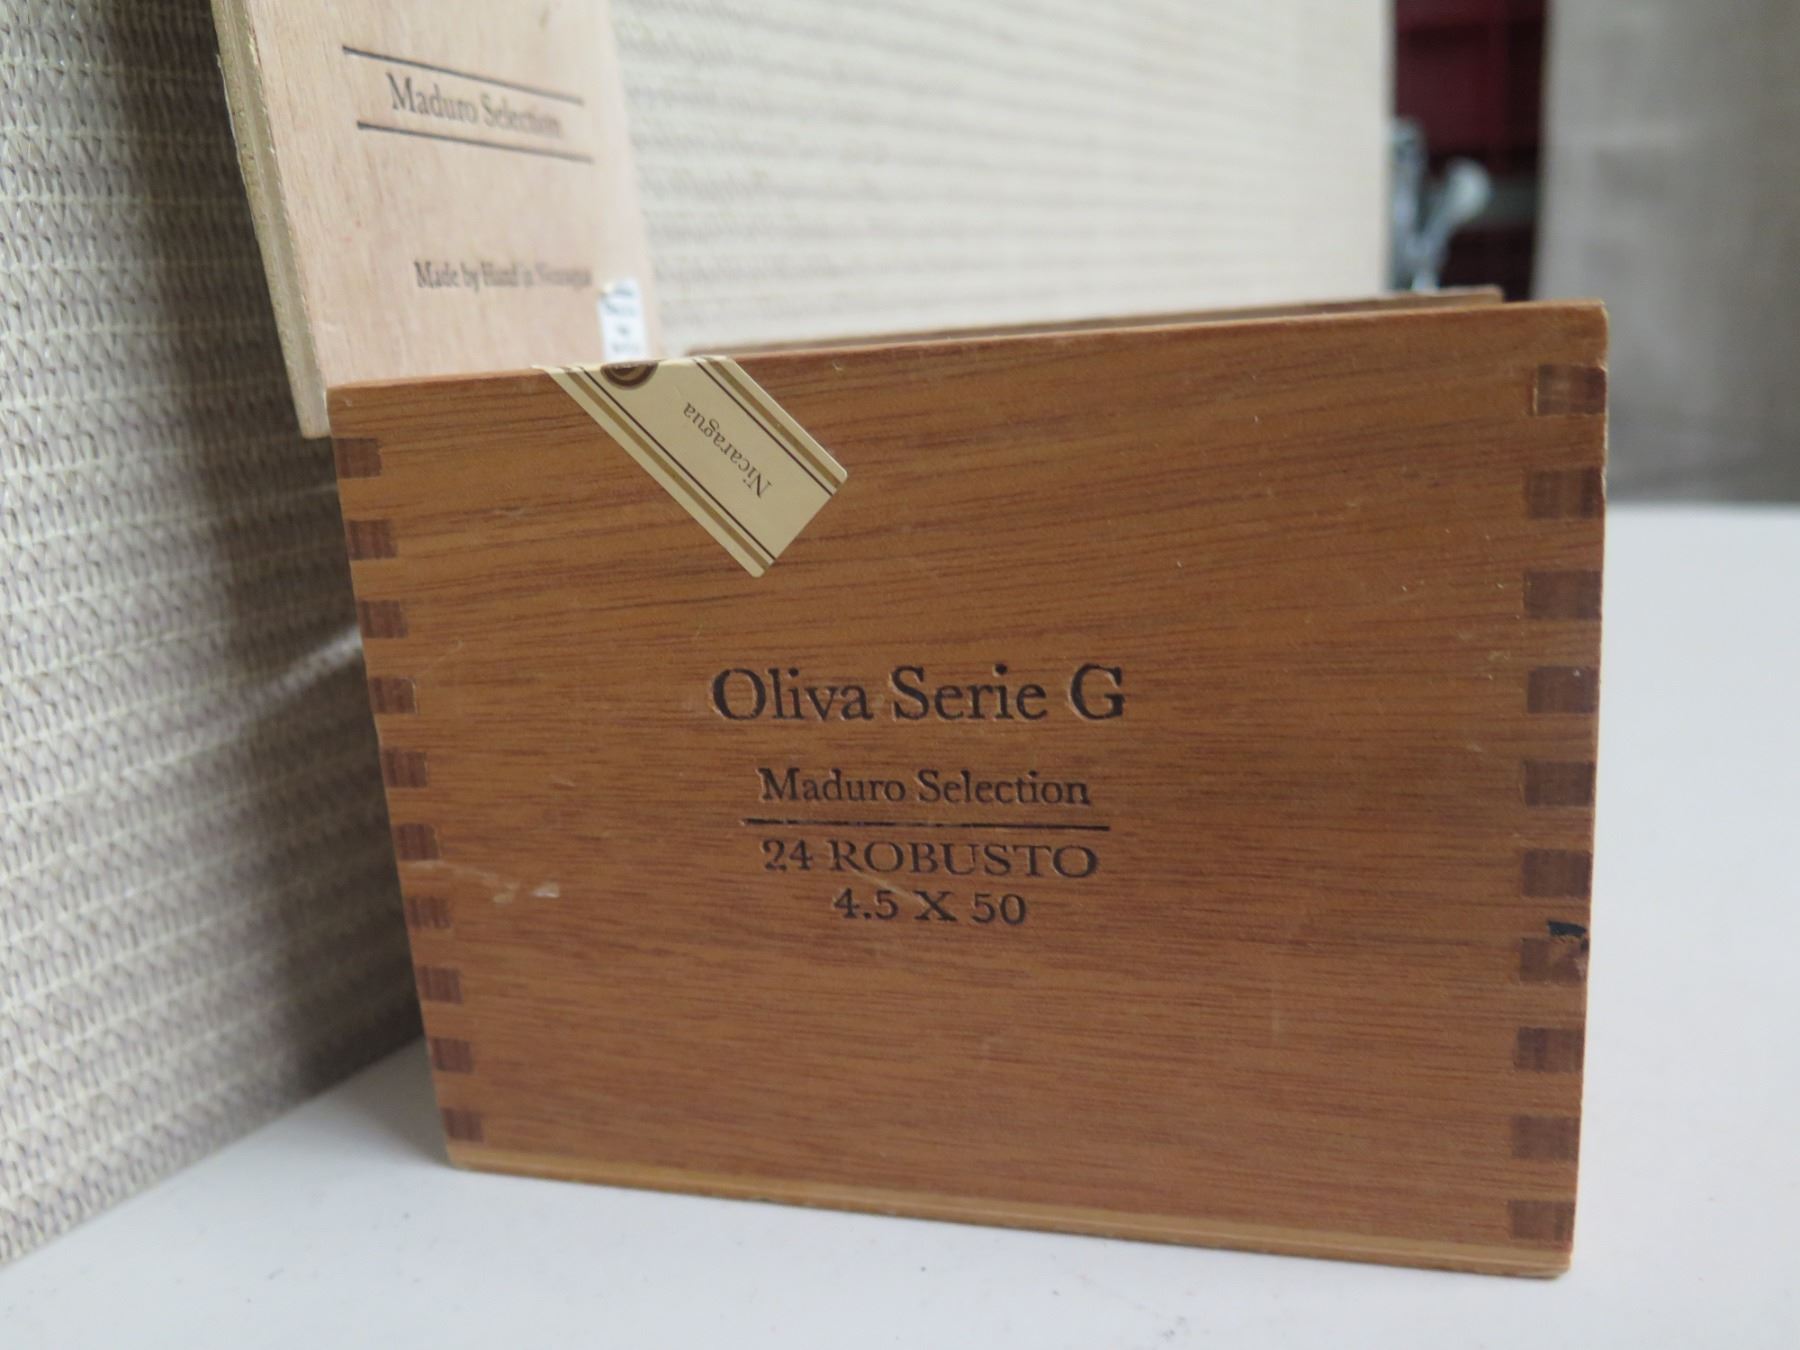 Maduro Selection
Made by Hand in Nicaragua
Nicaragua
Oliva Serie G
Maduro Selection
24 ROBUSTO
4.5 X 50